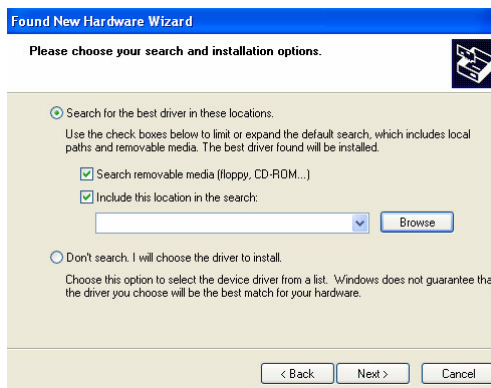 Found New Hardware Wizard
Please choose your search and installation options.
Search for the best driver in these locations.
Use the check boxes below to limit or expand the default search, which includes local
paths and removable media. The best driver found will be installed.
Search removable media (floppy, CD-ROM...)
Include this location in the search:
Browse
Don't search. I will choose the driver to install.
Choose this option to select the device driver from a list. Windows does not guarantee tha
the driver you choose will be the best match for your hardware.
< Back Next > Cancel